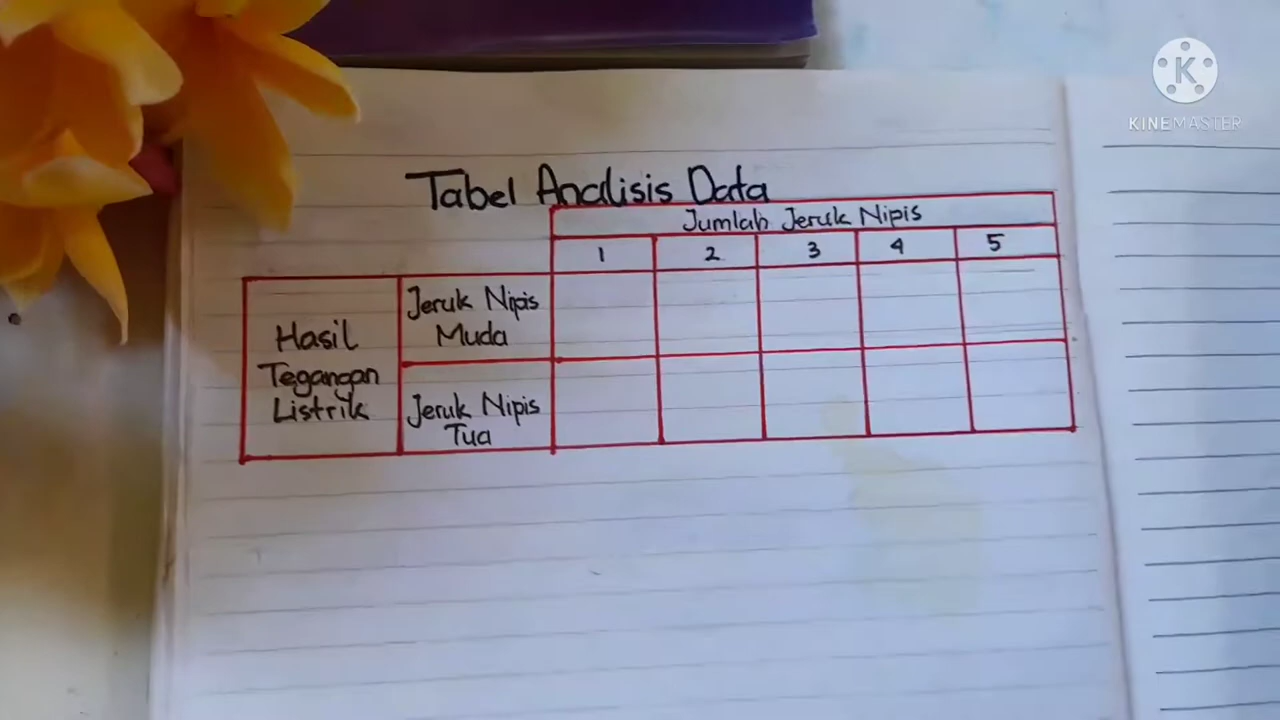 KINEMASTER
Tabel Analisis Data
Jumlah Jeruk Nipis
1 2 3 4 5
Hasil
Tegangan
Listrik
Jeruk Nipis
Muda
Jeruk Nipis
Tua